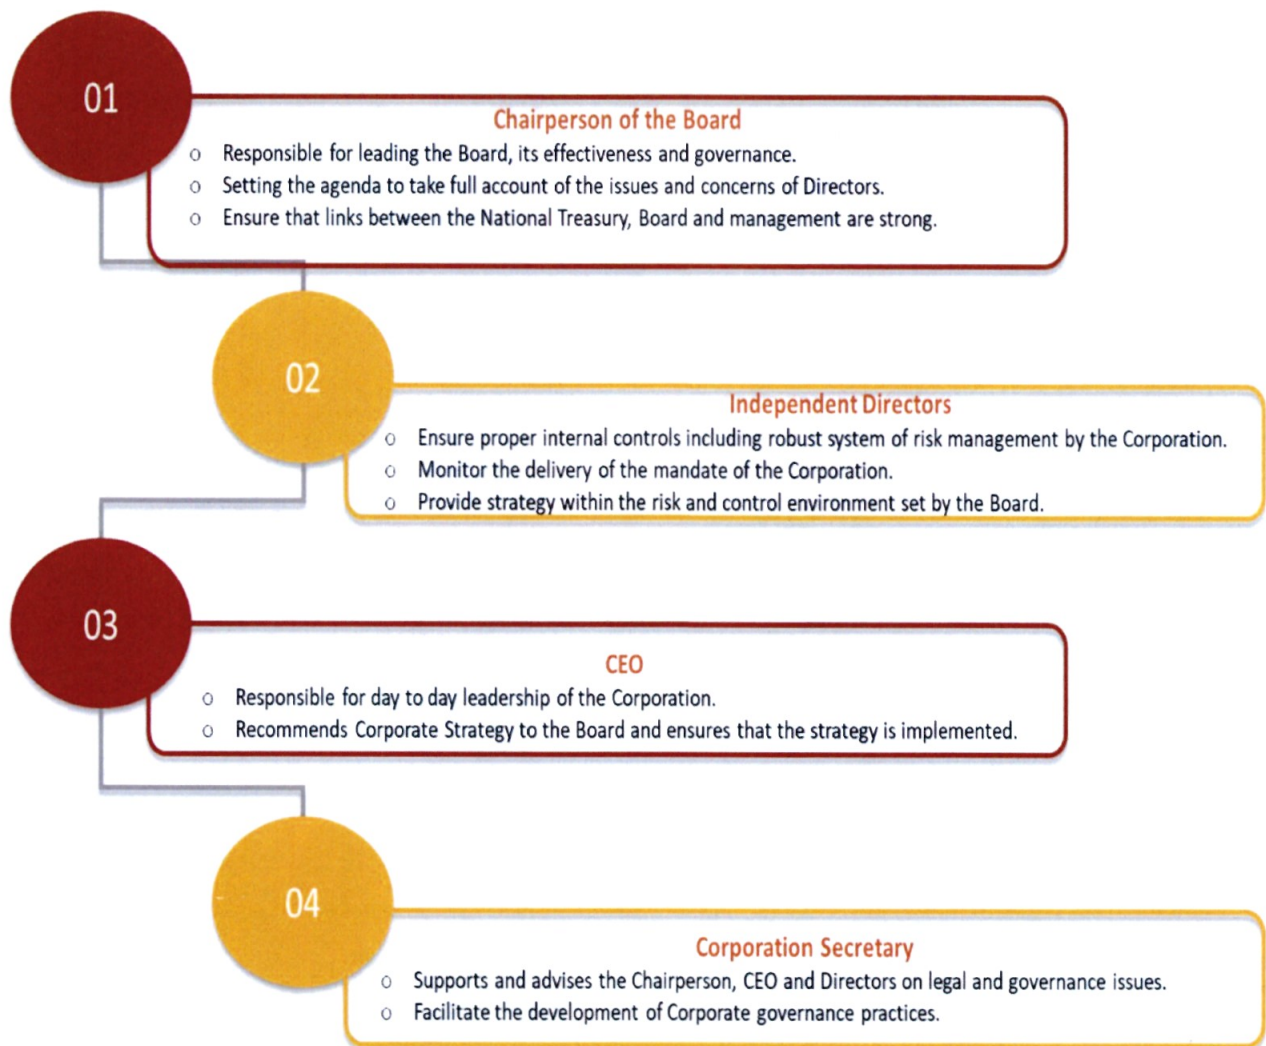 01
Chairperson of the Board
o Responsible for leading the Board, its effectiveness and governance.
o Setting the agenda to take full account of the issues and concerns of Directors.
o Ensure that links between the National Treasury, Board and management are strong.
02
Independent Directors
o Ensure proper internal controls including robust system of risk management by the Corporation.
o Monitor the delivery of the mandate of the Corporation.
o Provide strategy within the risk and control environment set by the Board.
03
CEO
o Responsible for day to day leadership of the Corporation.
o Recommends Corporate Strategy to the Board and ensures that the strategy is implemented.
04
Corporation Secretary
o Supports and advises the Chairperson, CEO and Directors on legal and governance issues.
o Facilitate the development of Corporate governance practices.